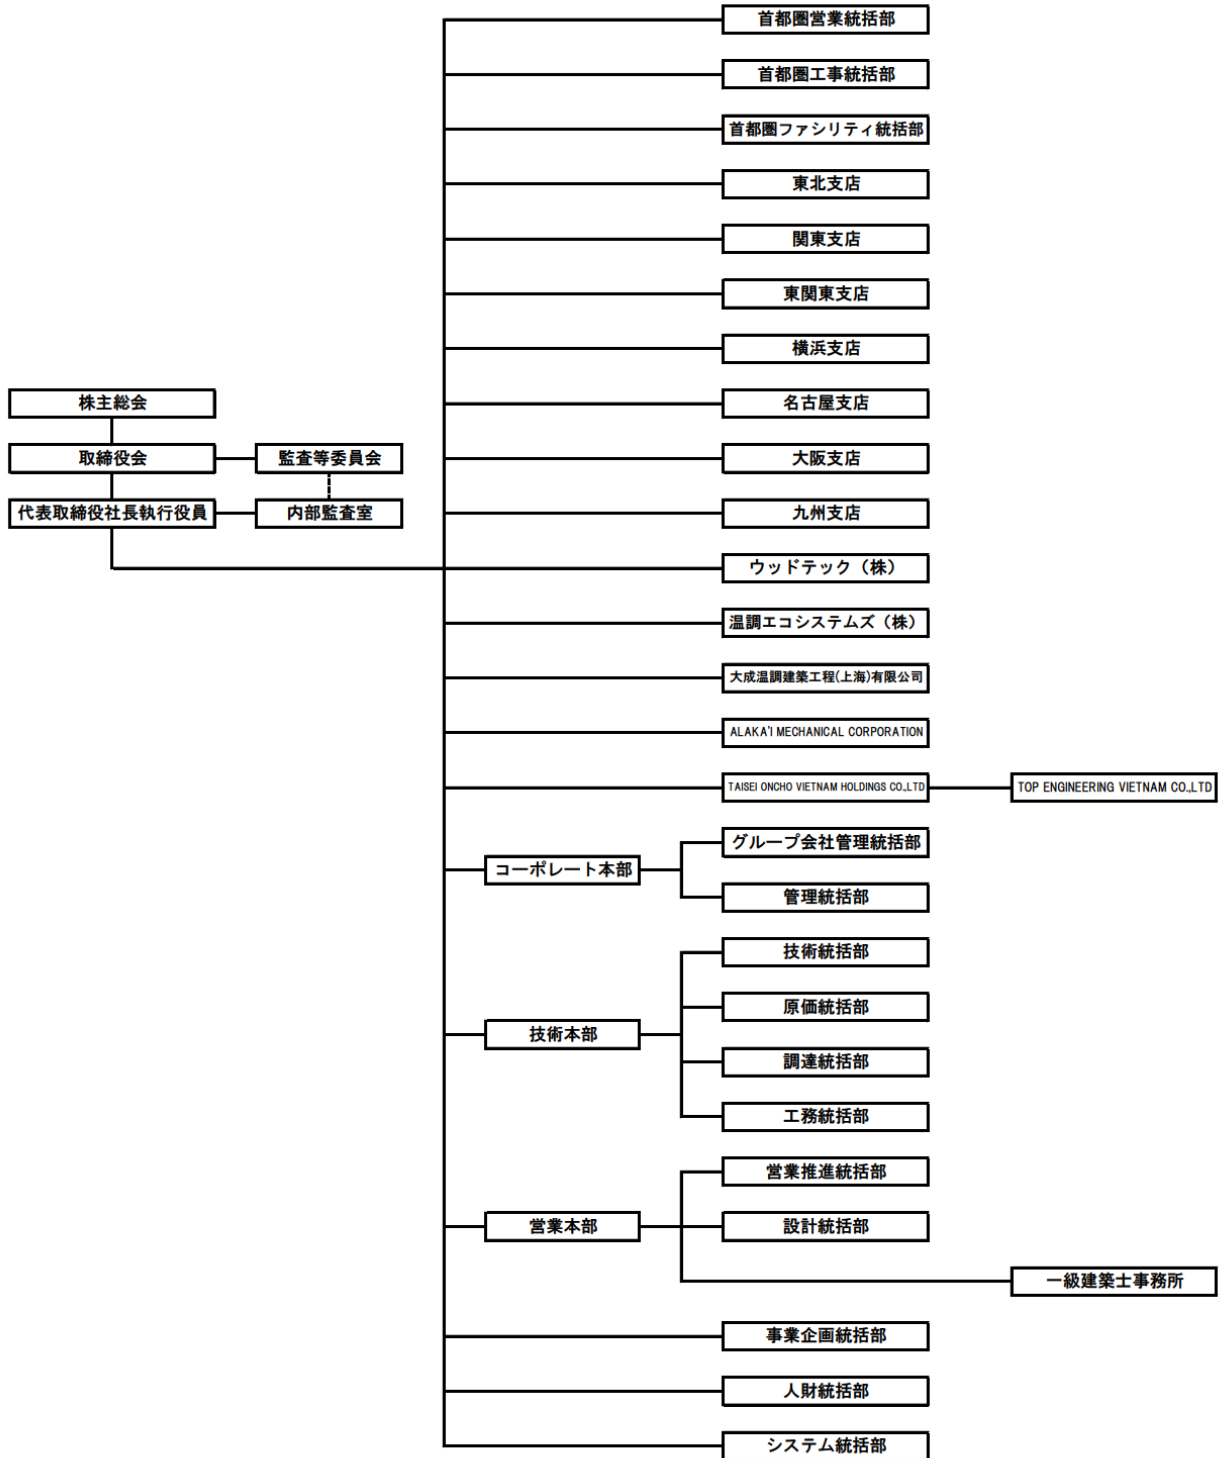 首都圏営業統括部
首都圏工事統括部
首都圏ファシリティ統括部
東北支店
関東支店
東関東支店
横浜支店
株主総会
名古屋支店
取締役会
監査等委員会
大阪支店
代表取締役社長執行役員
内部監査室
九州支店
ウッドテック（株）
温調エコシステムズ（株）
大成温調建築工程(上海)有限公司
ALAKA'I MECHANICAL CORPORATION
TAISEI ONCHO VIETNAM HOLDINGS CO.,LTD
TOP ENGINEERING VIETNAM CO.,LTD
グループ会社管理統括部
コーポレート本部
管理統括部
技術統括部
原価統括部
技術本部
調達統括部
工務統括部
営業推進統括部
営業本部
設計統括部
一級建築士事務所
事業企画統括部
人財統括部
システム統括部